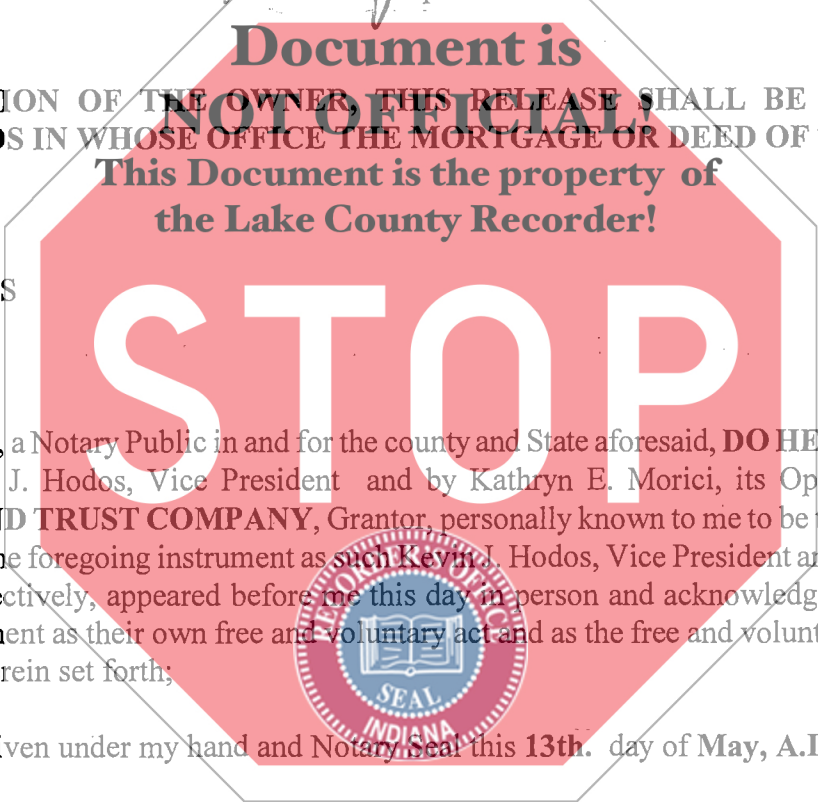 Document is
ION OF THE OWNER, THIS RELEASE SHALL BE
NOT OFFICIAL!
S IN WHOSE OFFICE THE MORTGAGE OR DEED OF
This Document is the property of
the Lake County Recorder!
S
STOP
, a Notary Public in and for the county and State aforesaid, DO HE
J. Hodos, Vice President and by Kathryn E. Morici, its Op
D TRUST COMPANY, Grantor, personally known to me to be
e foregoing instrument as such Kevin J. Hodos, Vice President an
ctively, appeared before me this day in person and acknowledg
ent as their own free and voluntary act and as the free and volunt
rein set forth;
SEAL
INDIANA
iven under my hand and Notary Seal this 13th. day of May, A.D